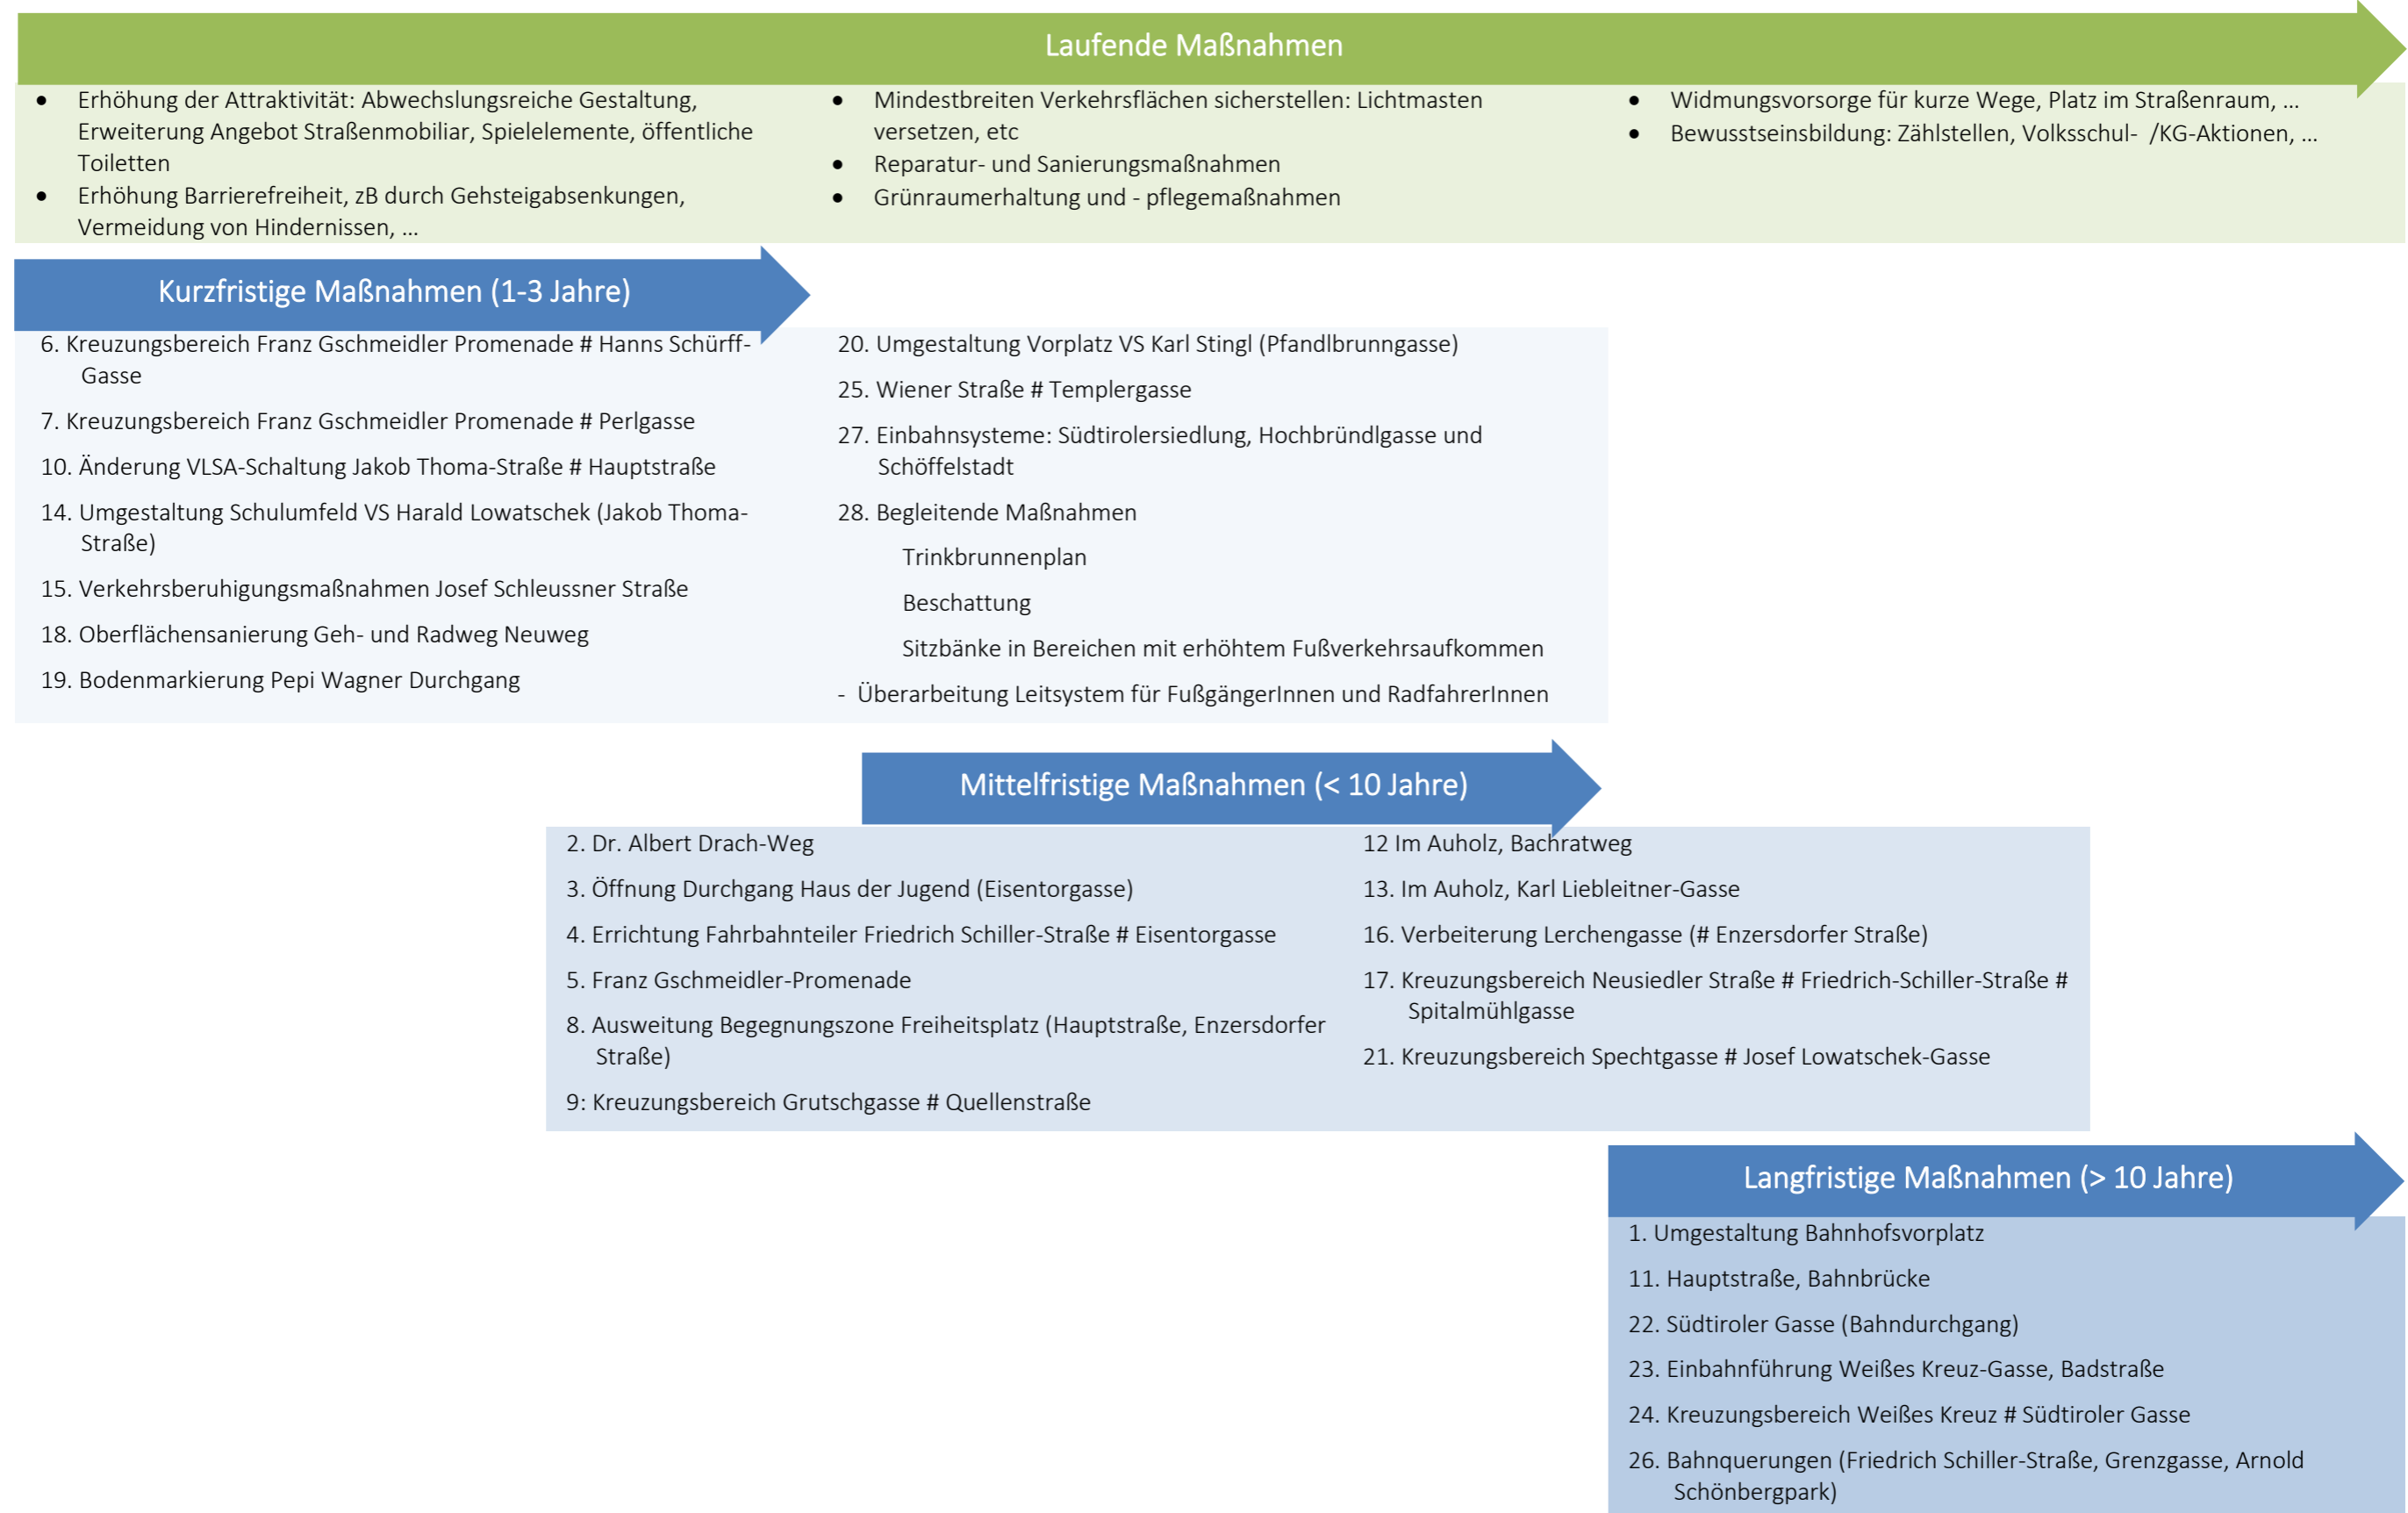 Laufende Maßnahmen
• Erhöhung der Attraktivität: Abwechslungsreiche Gestaltung,
Erweiterung Angebot Straßenmobiliar, Spielelemente, öffentliche
Toiletten
• Erhöhung Barrierefreiheit, zB durch Gehsteigabsenkungen,
Vermeidung von Hindernissen, ...
• Mindestbreiten Verkehrsflächen sicherstellen: Lichtmasten
versetzen, etc
• Reparatur- und Sanierungsmaßnahmen
• Grünraumerhaltung und - pflegemaßnahmen
• Widmungsvorsorge für kurze Wege, Platz im Straßenraum, ...
• Bewusstseinsbildung: Zählstellen, Volksschul- /KG-Aktionen, ...
Kurzfristige Maßnahmen (1-3 Jahre)
6. Kreuzungsbereich Franz Gschmeidler Promenade # Hanns Schürff-
Gasse
7. Kreuzungsbereich Franz Gschmeidler Promenade # Perlgasse
10. Änderung VLSA-Schaltung Jakob Thoma-Straße # Hauptstraße
14. Umgestaltung Schulumfeld VS Harald Lowatschek (Jakob Thoma-
Straße)
15. Verkehrsberuhigungsmaßnahmen Josef Schleussner Straße
18. Oberflächensanierung Geh- und Radweg Neuweg
19. Bodenmarkierung Pepi Wagner Durchgang
20. Umgestaltung Vorplatz VS Karl Stingl (Pfandlbrunngasse)
25. Wiener Straße # Templergasse
27. Einbahnsysteme: Südtirolersiedlung, Hochbründlgasse und
Schöffelstadt
28. Begleitende Maßnahmen
Trinkbrunnenplan
Beschattung
Sitzbänke in Bereichen mit erhöhtem Fußverkehrsaufkommen
- Überarbeitung Leitsystem für FußgängerInnen und RadfahrerInnen
Mittelfristige Maßnahmen (< 10 Jahre)
2. Dr. Albert Drach-Weg
3. Öffnung Durchgang Haus der Jugend (Eisentorgasse)
4. Errichtung Fahrbahnteiler Friedrich Schiller-Straße # Eisentorgasse
5. Franz Gschmeidler-Promenade
8. Ausweitung Begegnungszone Freiheitsplatz (Hauptstraße, Enzersdorfer
Straße)
9: Kreuzungsbereich Grutschgasse # Quellenstraße
12 Im Auholz, Bachratweg
13. Im Auholz, Karl Liebleitner-Gasse
16. Verbeiterung Lerchengasse (# Enzersdorfer Straße)
17. Kreuzungsbereich Neusiedler Straße # Friedrich-Schiller-Straße #
Spitalmühlgasse
21. Kreuzungsbereich Spechtgasse # Josef Lowatschek-Gasse
Langfristige Maßnahmen (> 10 Jahre)
1. Umgestaltung Bahnhofsvorplatz
11. Hauptstraße, Bahnbrücke
22. Südtiroler Gasse (Bahndurchgang)
23. Einbahnführung Weißes Kreuz-Gasse, Badstraße
24. Kreuzungsbereich Weißes Kreuz # Südtiroler Gasse
26. Bahnquerungen (Friedrich Schiller-Straße, Grenzgasse, Arnold
Schönbergpark)